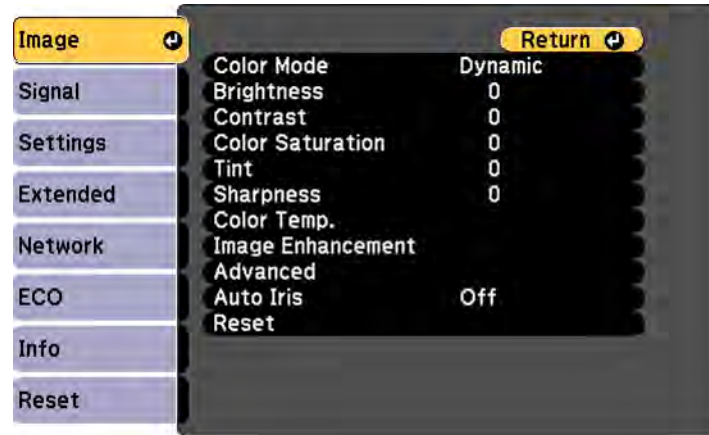 Image
Signal
Settings
Extended
Network
ECO
Info
Reset
Return
Color Mode Dynamic
Brightness 0
Contrast 0
Color Saturation 0
Tint 0
Sharpness 0
Color Temp.
Image Enhancement
Advanced
Auto Iris Off
Reset